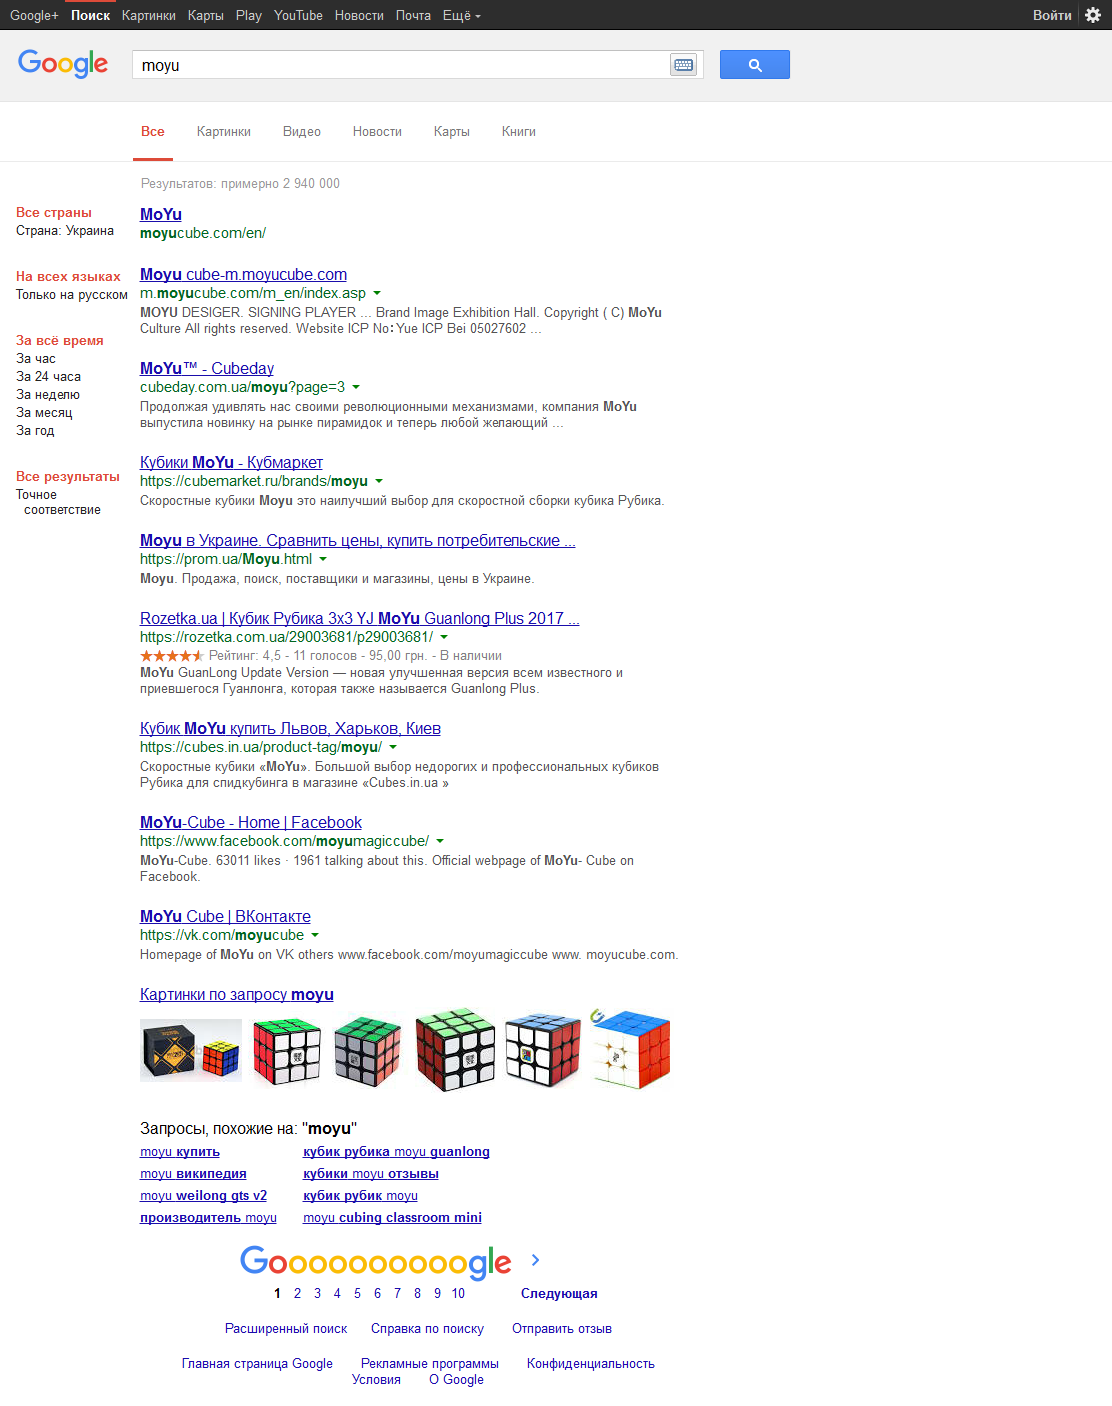 Google+ Поиск Картинки Карты Play YouTube Новости Почта Ещё Войти
Google moyu
Все Картинки Видео Новости Карты Книги
Результатов: примерно 2 940 000
Все страны
Страна: Украина
На всех языках
Только на русском
За всё время
За час
За 24 часа
За неделю
За месяц
За год
Все результаты
Точное
соответствие
MoYu
moyucube.com/en/
Moyu cube-m.moyucube.com
m.moyucube.com/m_en/index.asp
MOYU DESIGER. SIGNING PLAYER ... Brand Image Exhibition Hall. Copyright ( C) MoYu
Culture All rights reserved. Website ICP No：Yue ICP Bei 05027602 ...
MoYu™ - Cubeday
cubeday.com.ua/moyu?page=3
Продолжая удивлять нас своими революционными механизмами, компания MoYu
выпустила новинку на рынке пирамидок и теперь любой желающий ...
Кубики MoYu - Кубмаркет
https://cubemarket.ru/brands/moyu
Скоростные кубики Moyu это наилучший выбор для скоростной сборки кубика Рубика.
Moyu в Украине. Сравнить цены, купить потребительские ...
https://prom.ua/Moyu.html
Moyu. Продажа, поиск, поставщики и магазины, цены в Украине.
Rozetka.ua | Кубик Рубика 3x3 YJ MoYu Guanlong Plus 2017 ...
https://rozetka.com.ua/29003681/p29003681/
Рейтинг: 4,5 - 11 голосов - 95,00 грн. - В наличии
MoYu GuanLong Update Version — новая улучшенная версия всем известного и
приевшегося Гуанлонга, которая также называется Guanlong Plus.
Кубик MoYu купить Львов, Харьков, Киев
https://cubes.in.ua/product-tag/moyu/
Скоростные кубики «MoYu». Большой выбор недорогих и профессиональных кубиков
Рубика для спидкубинга в магазине «Cubes.in.ua »
MoYu-Cube - Home | Facebook
https://www.facebook.com/moyumagiccube/
MoYu-Cube. 63011 likes · 1961 talking about this. Official webpage of MoYu- Cube on
Facebook.
MoYu Cube | ВКонтакте
https://vk.com/moyucube
Homepage of MoYu on VK others www.facebook.com/moyumagiccube www. moyucube.com.
Картинки по запросу moyu
Запросы, похожие на: "moyu"
moyu купить кубик рубика moyu guanlong
moyu википедия кубики moyu отзывы
moyu weilong gts v2 кубик рубик moyu
производитель moyu moyu cubing classroom mini
Goooooooooogle
1 2 3 4 5 6 7 8 9 10 Следующая
Расширенный поиск Справка по поиску Отправить отзыв
Главная страница Google Рекламные программы Конфиденциальность
Условия О Google